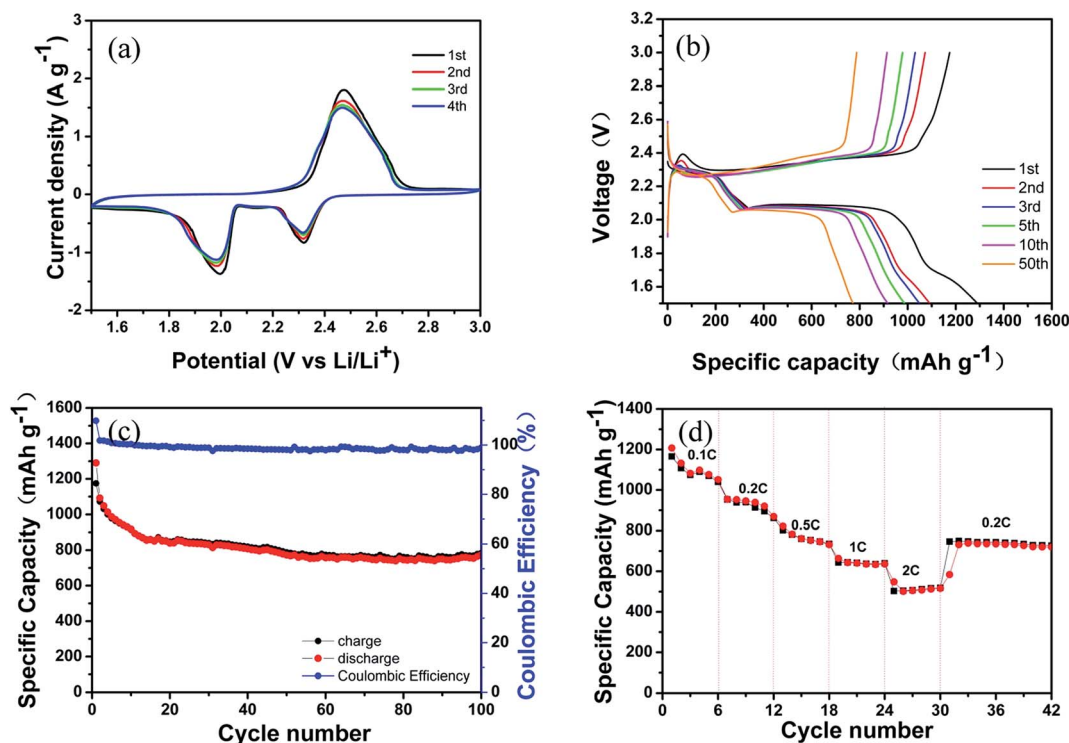 (a)
1st
2nd
3rd
4th
3
2
1
0
-1
-2
1.6 1.8 2.0 2.2 2.4 2.6 2.8 3.0
Current density (A g⁻¹)
Potential (V vs Li/Li⁺)
(b)
1st
2nd
3rd
5th
10th
50th
3.0
2.8
2.6
2.4
2.2
2.0
1.8
1.6
0 200 400 600 800 1000 1200 1400 1600
Voltage (V)
Specific capacity (mAh g⁻¹)
(c)
charge
discharge
Coulombic Efficiency
1600
1400
1200
1000
800
600
400
200
0
100
80
60
40
20
0
0 20 40 60 80 100
Specific Capacity (mAh g⁻¹)
Coulombic Efficiency (%)
Cycle number
(d)
0.1C
0.2C
0.5C
1C
2C
0.2C
1400
1200
1000
800
600
400
200
0
0 6 12 18 24 30 36 42
Specific Capacity (mAh g⁻¹)
Cycle number